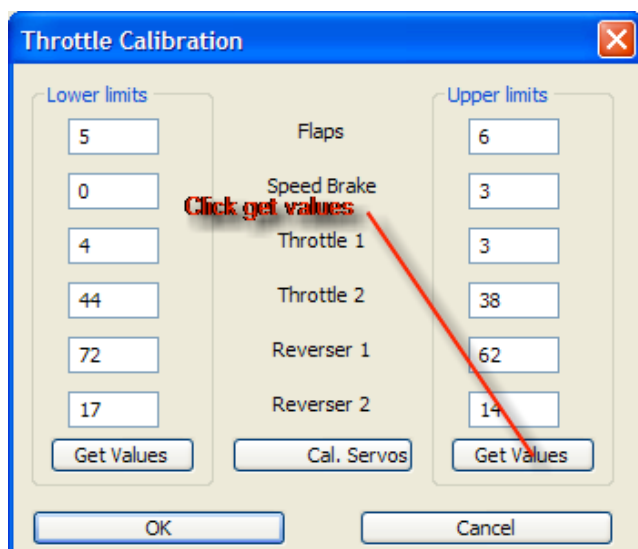 Throttle Calibration
Lower limits Upper limits
5 Flaps 6
0 Speed Brake 3
Click get values
4 Throttle 1 3
44 Throttle 2 38
72 Reverser 1 62
17 Reverser 2 14
Get Values Cal. Servos Get Values
OK Cancel